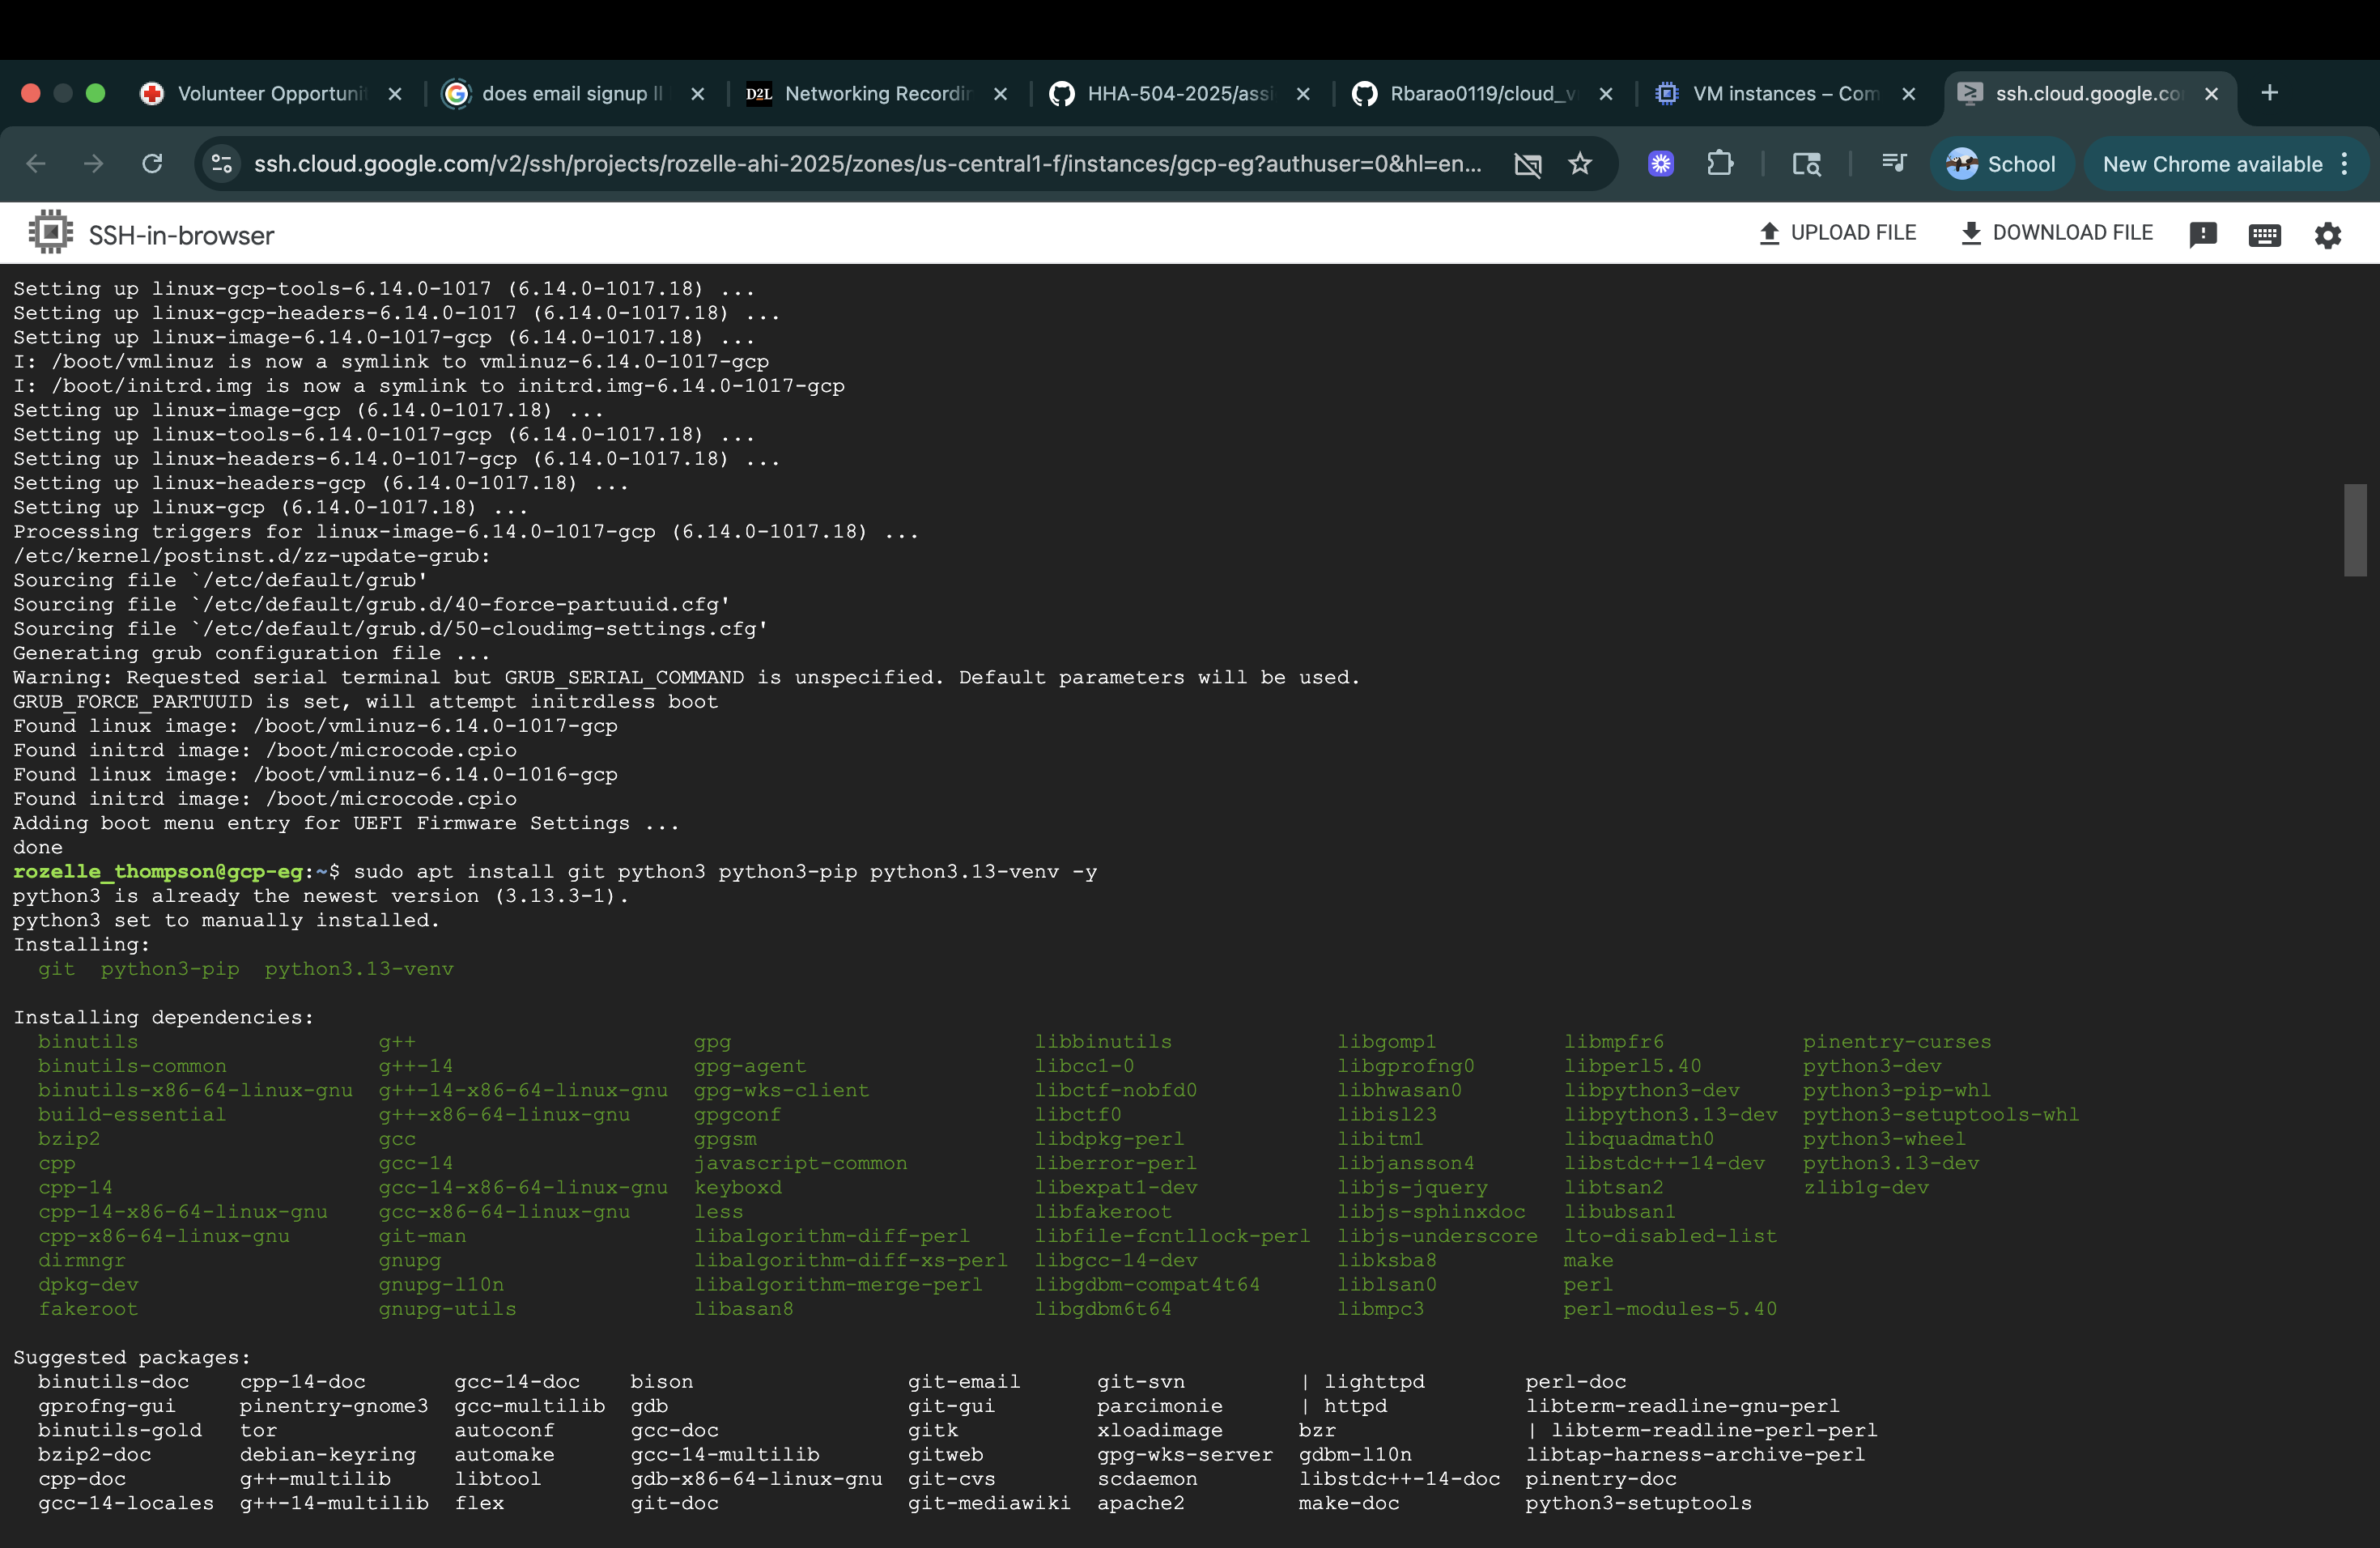 Volunteer Opportuni
does email signup ll
D2L Networking Recordin
HHA-504-2025/assi
Rbarao0119/cloud_v
VM instances – Com
ssh.cloud.google.co
ssh.cloud.google.com/v2/ssh/projects/rozelle-ahi-2025/zones/us-central1-f/instances/gcp-eg?authuser=0&hl=en...
School
New Chrome available
SSH-in-browser
UPLOAD FILE
DOWNLOAD FILE
Setting up linux-gcp-tools-6.14.0-1017 (6.14.0-1017.18) ...
Setting up linux-gcp-headers-6.14.0-1017 (6.14.0-1017.18) ...
Setting up linux-image-6.14.0-1017-gcp (6.14.0-1017.18) ...
I: /boot/vmlinuz is now a symlink to vmlinuz-6.14.0-1017-gcp
I: /boot/initrd.img is now a symlink to initrd.img-6.14.0-1017-gcp
Setting up linux-image-gcp (6.14.0-1017.18) ...
Setting up linux-tools-6.14.0-1017-gcp (6.14.0-1017.18) ...
Setting up linux-headers-6.14.0-1017-gcp (6.14.0-1017.18) ...
Setting up linux-headers-gcp (6.14.0-1017.18) ...
Setting up linux-gcp (6.14.0-1017.18) ...
Processing triggers for linux-image-6.14.0-1017-gcp (6.14.0-1017.18) ...
/etc/kernel/postinst.d/zz-update-grub:
Sourcing file `/etc/default/grub'
Sourcing file `/etc/default/grub.d/40-force-partuuid.cfg'
Sourcing file `/etc/default/grub.d/50-cloudimg-settings.cfg'
Generating grub configuration file ...
Warning: Requested serial terminal but GRUB_SERIAL_COMMAND is unspecified. Default parameters will be used.
GRUB_FORCE_PARTUUID is set, will attempt initrdless boot
Found linux image: /boot/vmlinuz-6.14.0-1017-gcp
Found initrd image: /boot/microcode.cpio
Found linux image: /boot/vmlinuz-6.14.0-1016-gcp
Found initrd image: /boot/microcode.cpio
Adding boot menu entry for UEFI Firmware Settings ...
done
rozelle_thompson@gcp-eg:~$ sudo apt install git python3 python3-pip python3.13-venv -y
python3 is already the newest version (3.13.3-1).
python3 set to manually installed.
Installing:
git python3-pip python3.13-venv
Installing dependencies:
binutils g++ gpg libbinutils libgomp1 libmpfr6 pinentry-curses
binutils-common g++-14 gpg-agent libcc1-0 libgprofng0 libperl5.40 python3-dev
binutils-x86-64-linux-gnu g++-14-x86-64-linux-gnu gpg-wks-client libctf-nobfd0 libhwasan0 libpython3-dev python3-pip-whl
build-essential g++-x86-64-linux-gnu gpgconf libctf0 libisl23 libpython3.13-dev python3-setuptools-whl
bzip2 gcc gpgsm libdpkg-perl libitm1 libquadmath0 python3-wheel
cpp gcc-14 javascript-common liberror-perl libjansson4 libstdc++-14-dev python3.13-dev
cpp-14 gcc-14-x86-64-linux-gnu keyboxd libexpat1-dev libjs-jquery libtsan2 zlib1g-dev
cpp-14-x86-64-linux-gnu gcc-x86-64-linux-gnu less libfakeroot libjs-sphinxdoc libubsan1
cpp-x86-64-linux-gnu git-man libalgorithm-diff-perl libfile-fcntllock-perl libjs-underscore lto-disabled-list
dirmngr gnupg libalgorithm-diff-xs-perl libgcc-14-dev libksba8 make
dpkg-dev gnupg-l10n libalgorithm-merge-perl libgdbm-compat4t64 liblsan0 perl
fakeroot gnupg-utils libasan8 libgdbm6t64 libmpc3 perl-modules-5.40
Suggested packages:
binutils-doc cpp-14-doc gcc-14-doc bison git-email git-svn | lighttpd perl-doc
gprofng-gui pinentry-gnome3 gcc-multilib gdb git-gui parcimonie | httpd libterm-readline-gnu-perl
binutils-gold tor autoconf gcc-doc gitk xloadimage bzr | libterm-readline-perl-perl
bzip2-doc debian-keyring automake gcc-14-multilib gitweb gpg-wks-server gdbm-l10n libtap-harness-archive-perl
cpp-doc g++-multilib libtool gdb-x86-64-linux-gnu git-cvs scdaemon libstdc++-14-doc pinentry-doc
gcc-14-locales g++-14-multilib flex git-doc git-mediawiki apache2 make-doc python3-setuptools